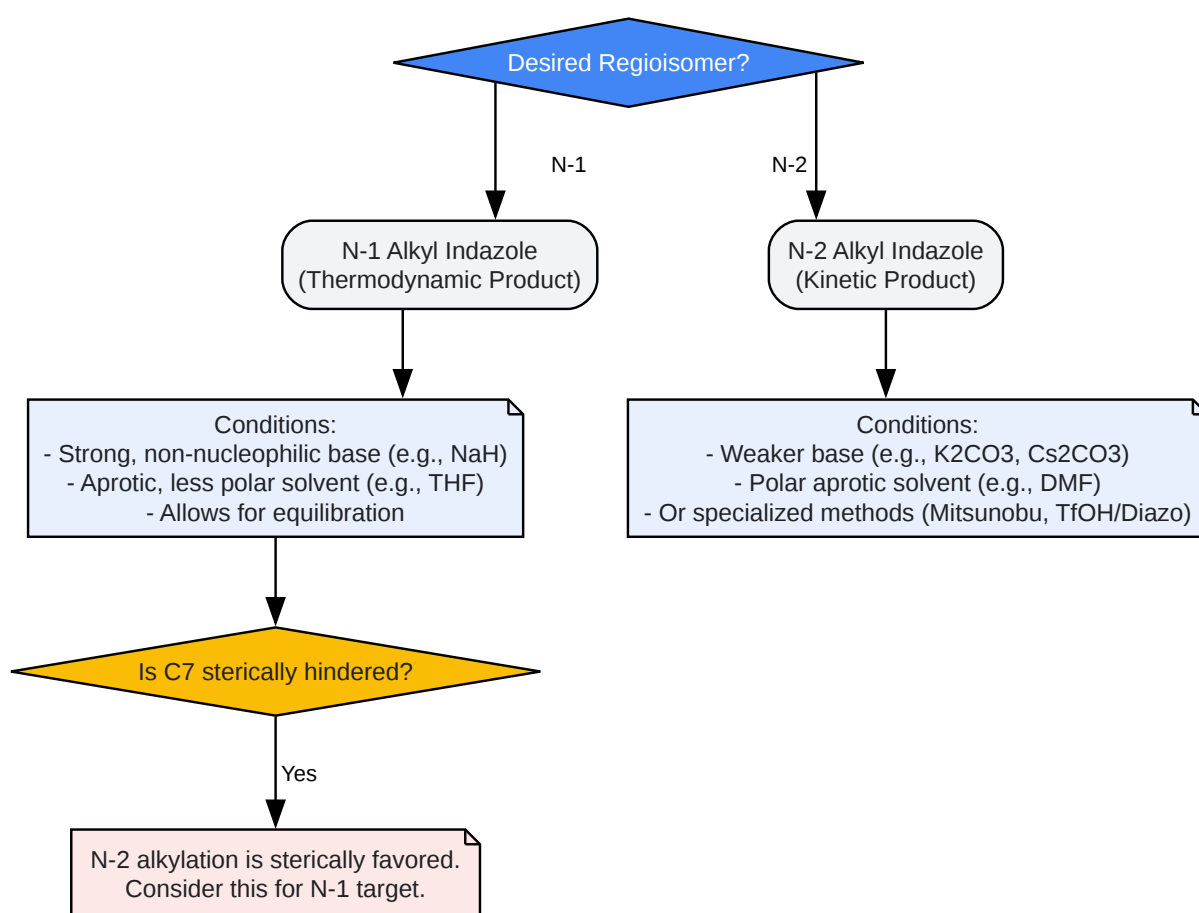 Desired Regioisomer?
N-1
N-2
N-1 Alkyl Indazole
(Thermodynamic Product)
N-2 Alkyl Indazole
(Kinetic Product)
Conditions:
- Strong, non-nucleophilic base (e.g., NaH)
- Aprotic, less polar solvent (e.g., THF)
- Allows for equilibration
Conditions:
- Weaker base (e.g., K2CO3, Cs2CO3)
- Polar aprotic solvent (e.g., DMF)
- Or specialized methods (Mitsunobu, TfOH/Diazo)
Is C7 sterically hindered?
Yes
N-2 alkylation is sterically favored.
Consider this for N-1 target.